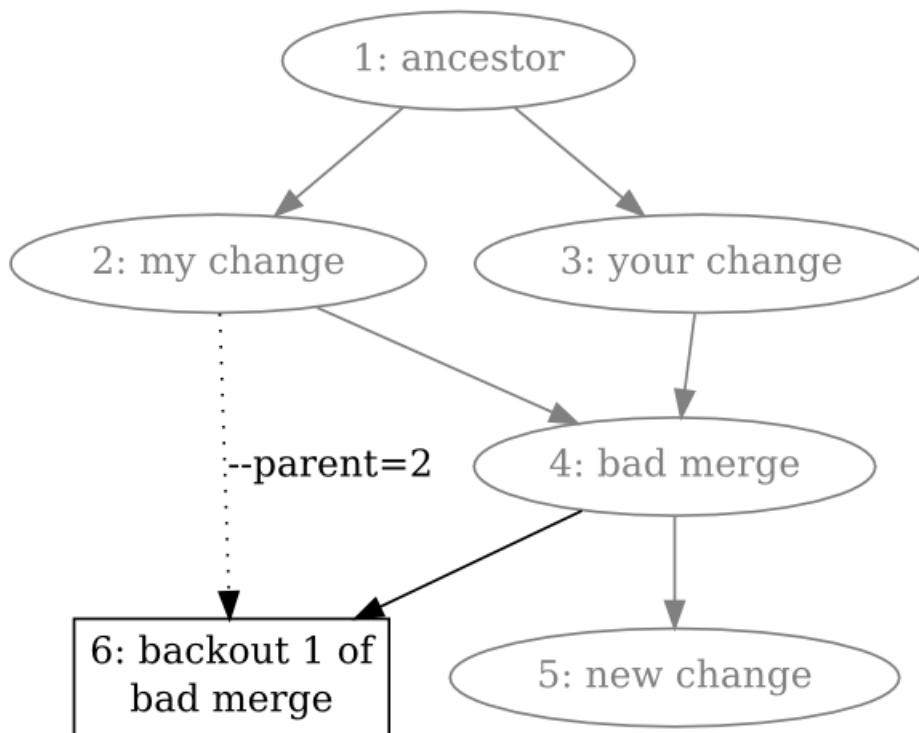 1: ancestor
2: my change
3: your change
--parent=2
4: bad merge
6: backout 1 of
bad merge
5: new change